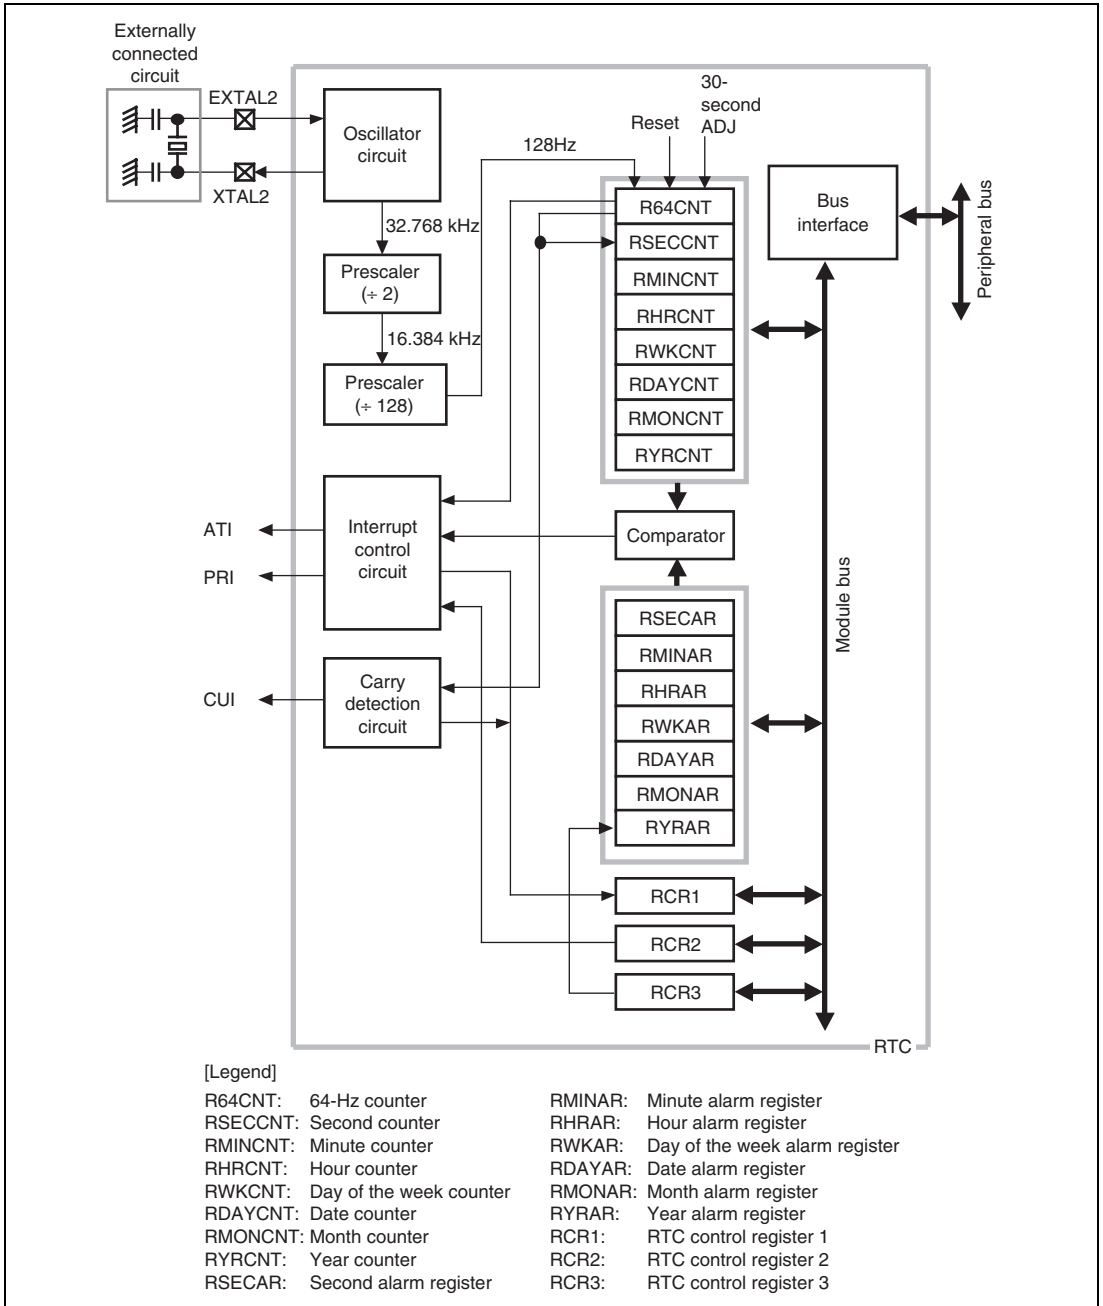 Externally
connected
circuit
EXTAL2
XTAL2
Oscillator
circuit
32.768 kHz
Prescaler
(÷ 2)
16.384 kHz
Prescaler
(÷ 128)
128Hz
Reset
30-
second
ADJ
R64CNT
RSECCNT
RMINCNT
RHRCNT
RWKCNT
RDAYCNT
RMONCNT
RYRCNT
Bus
interface
Peripheral bus
Module bus
ATI
PRI
Interrupt
control
circuit
Comparator
CUI
Carry
detection
circuit
RSECAR
RMINAR
RHRAR
RWKAR
RDAYAR
RMONAR
RYRAR
RCR1
RCR2
RCR3
RTC
[Legend]
R64CNT: 64-Hz counter
RSECCNT: Second counter
RMINCNT: Minute counter
RHRCNT: Hour counter
RWKCNT: Day of the week counter
RDAYCNT: Date counter
RMONCNT: Month counter
RYRCNT: Year counter
RSECAR: Second alarm register
RMINAR: Minute alarm register
RHRAR: Hour alarm register
RWKAR: Day of the week alarm register
RDAYAR: Date alarm register
RMONAR: Month alarm register
RYRAR: Year alarm register
RCR1: RTC control register 1
RCR2: RTC control register 2
RCR3: RTC control register 3